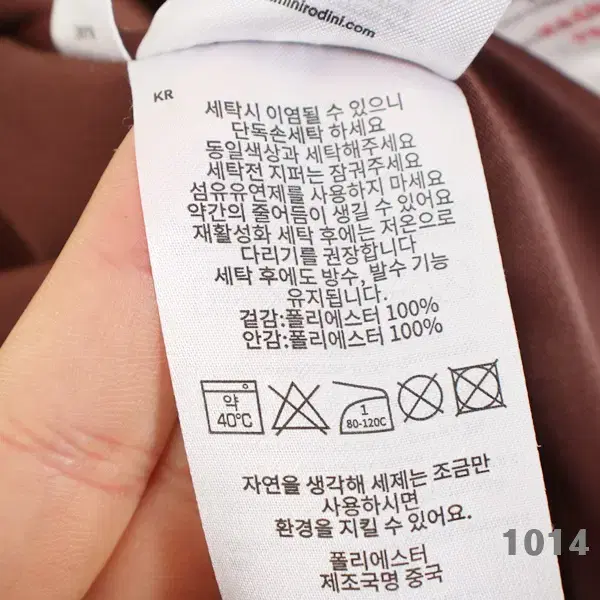 minirodini.com
KR
세탁시 이염될 수 있으니
단독손세탁 하세요
동일색상과 세탁해주세요
세탁전 지퍼는 잠궈주세요
섬유유연제를 사용하지 마세요
약간의 줄어듬이 생길 수 있어요
재활성화 세탁 후에는 저온으로
다리기를 권장합니다
세탁 후에도 방수, 발수 기능
유지됩니다.
겉감:폴리에스터 100%
안감:폴리에스터 100%
약
40℃
1
80-120C
자연을 생각해 세제는 조금만
사용하시면
환경을 지킬 수 있어요.
폴리에스터
제조국명 중국
1014